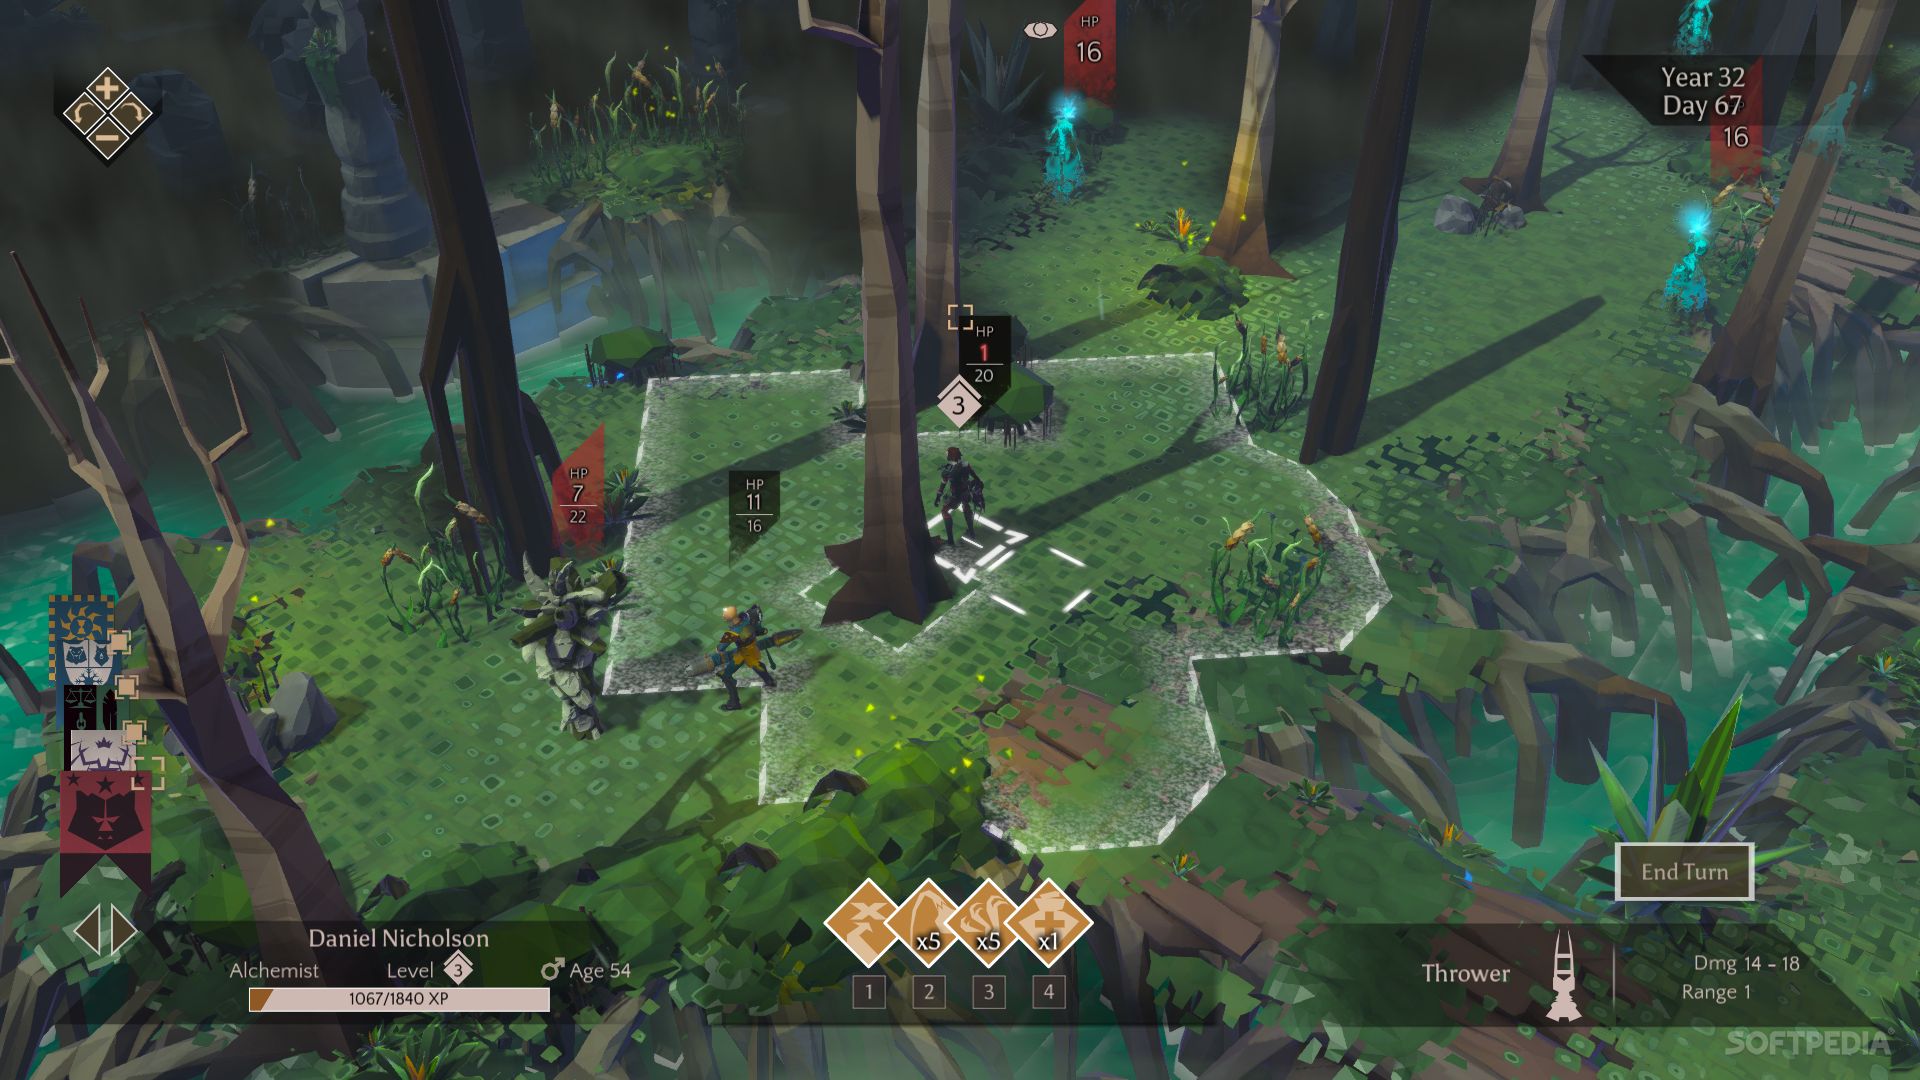 HP
16
Year 32
Day 67
HP
16
HP
1
20
3
HP
7
22
HP
11
16
End Turn
Daniel Nicholson
Alchemist Level 3 Age 54
1067/1840 XP
x5 x5 x1
1 2 3 4
Thrower
Dmg 14 - 18
Range 1
SOFTPEDIA